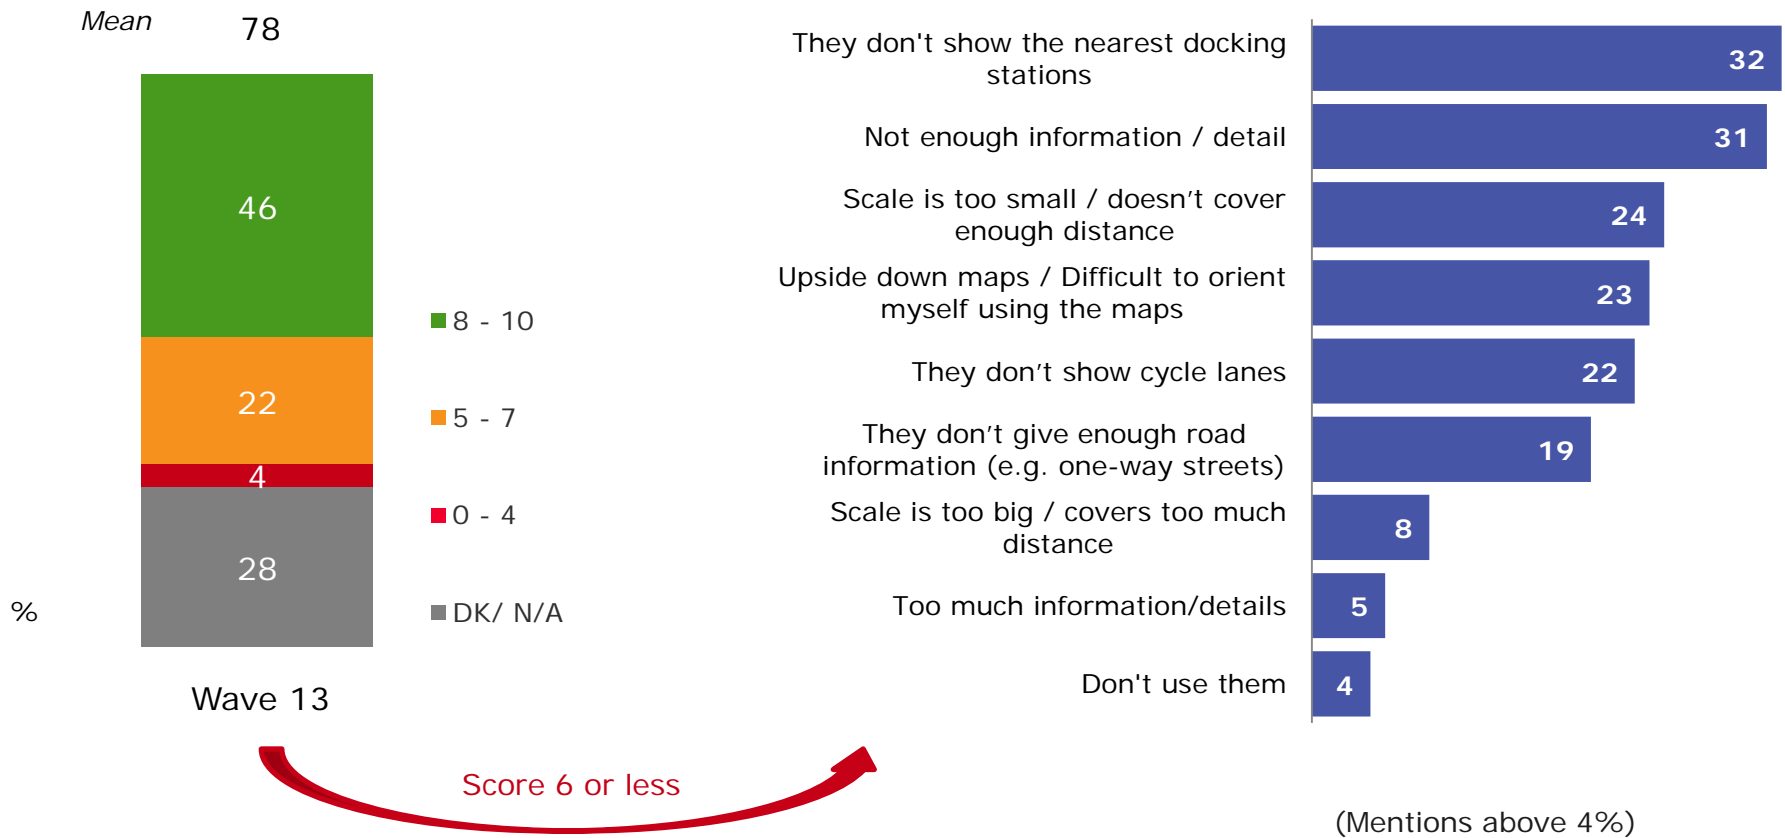 Mean
78
46
22
4
28
%
Wave 13
8 - 10
5 - 7
0 - 4
DK/ N/A
They don't show the nearest docking
stations
32
Not enough information / detail
31
Scale is too small / doesn’t cover
enough distance
24
Upside down maps / Difficult to orient
myself using the maps
23
They don’t show cycle lanes
22
They don’t give enough road
information (e.g. one-way streets)
19
Scale is too big / covers too much
distance
8
Too much information/details
5
Don't use them
4
Score 6 or less
(Mentions above 4%)